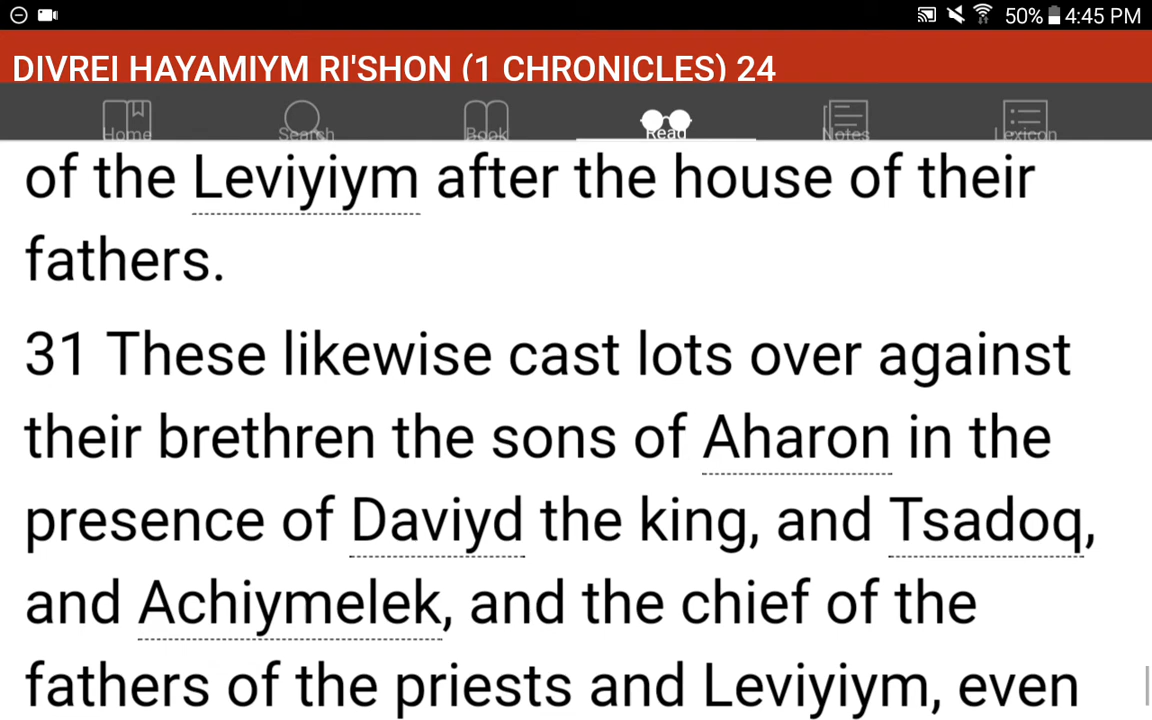 50% 4:45 PM
DIVREI HAYAMIYM RI'SHON (1 CHRONICLES) 24
Home Search Book Read Notes Lexicon
of the Leviyiym after the house of their
fathers.
31 These likewise cast lots over against
their brethren the sons of Aharon in the
presence of Daviyd the king, and Tsadoq,
and Achiymelek, and the chief of the
fathers of the priests and Leviyiym, even